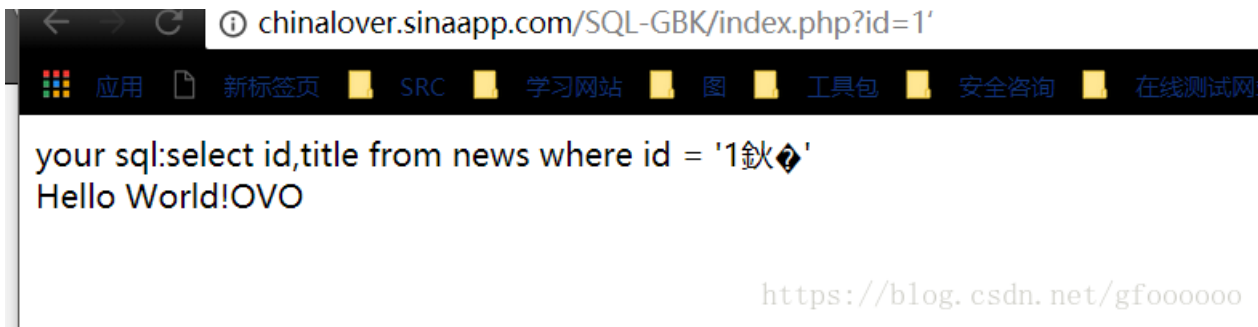 chinalover.sinaapp.com/SQL-GBK/index.php?id=1‘
应用 新标签页 SRC 学习网站 图 工具包 安全咨询 在线测试网
your sql:select id,title from news where id = '1鈥�'
Hello World!OVO
https://blog.csdn.net/gfoooooo